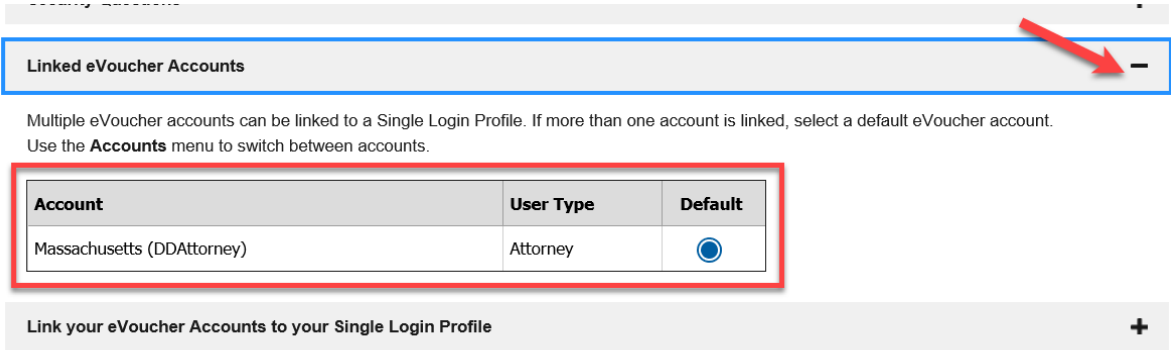 Linked eVoucher Accounts
Multiple eVoucher accounts can be linked to a Single Login Profile. If more than one account is linked, select a default eVoucher account.
Use the Accounts menu to switch between accounts.
Account User Type Default
Massachusetts (DDAttorney) Attorney
Link your eVoucher Accounts to your Single Login Profile